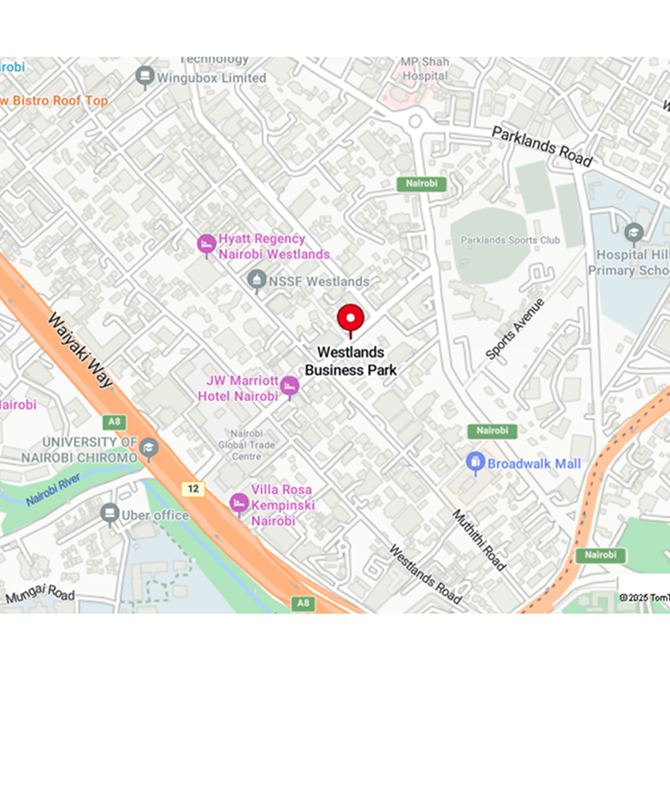 Technology
MP Shah
Hospital
irobi
Wingubox Limited
w Bistro Roof Top
Parklands Road
Nairobi
Hyatt Regency
Nairobi Westlands
Parklands Sports Club
Hospital Hill
Primary School
NSSF Westlands
Waiyaki Way
Sports Avenue
Westlands
Business Park
JW Marriott
Hotel Nairobi
Nairobi
A8
Nairobi
Nairobi
Global Trade
Centre
UNIVERSITY OF
NAIROBI CHIROMO
Broadwalk Mall
Nairobi River
12
Villa Rosa
Kempinski
Nairobi
Uber office
Muthithi Road
Westlands Road
Nairobi
Mungai Road
A8
©2025 TomT